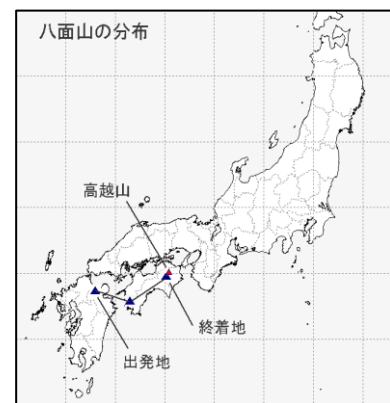 八面山の分布
高越山
終着地
出発地